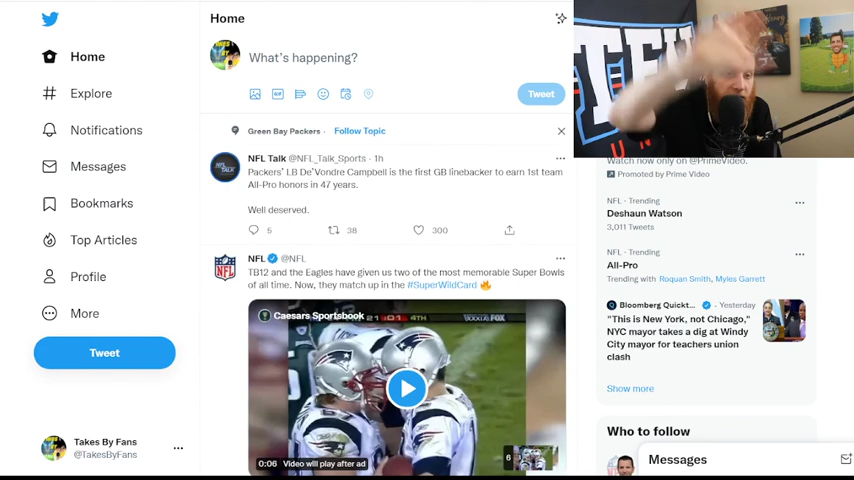 Home
Explore
Notifications
Messages
Bookmarks
Top Articles
Profile
More
Tweet
Takes By Fans
@TakesByFans
Home
What's happening?
Tweet
Green Bay Packers · Follow Topic
NFL Talk @NFL_Talk_Sports · 1h
Packers' LB De'Vondre Campbell is the first GB linebacker to earn 1st team
All-Pro honors in 47 years.
Well deserved.
5 38 300
NFL @NFL
TB12 and the Eagles have given us two of the most memorable Super Bowls
of all time. Now, they match up in the #SuperWildCard 🔥
Caesars Sportsbook
4TH
FOX
0:06 Video will play after ad
6
Watch now only on @PrimeVideo.
Promoted by Prime Video
NFL · Trending
Deshaun Watson
3,011 Tweets
NFL · Trending
All-Pro
Trending with Roquan Smith, Myles Garrett
Bloomberg Quickt... · Yesterday
"This is New York, not Chicago,"
NYC mayor takes a dig at Windy
City mayor for teachers union
clash
Show more
Who to follow
Messages